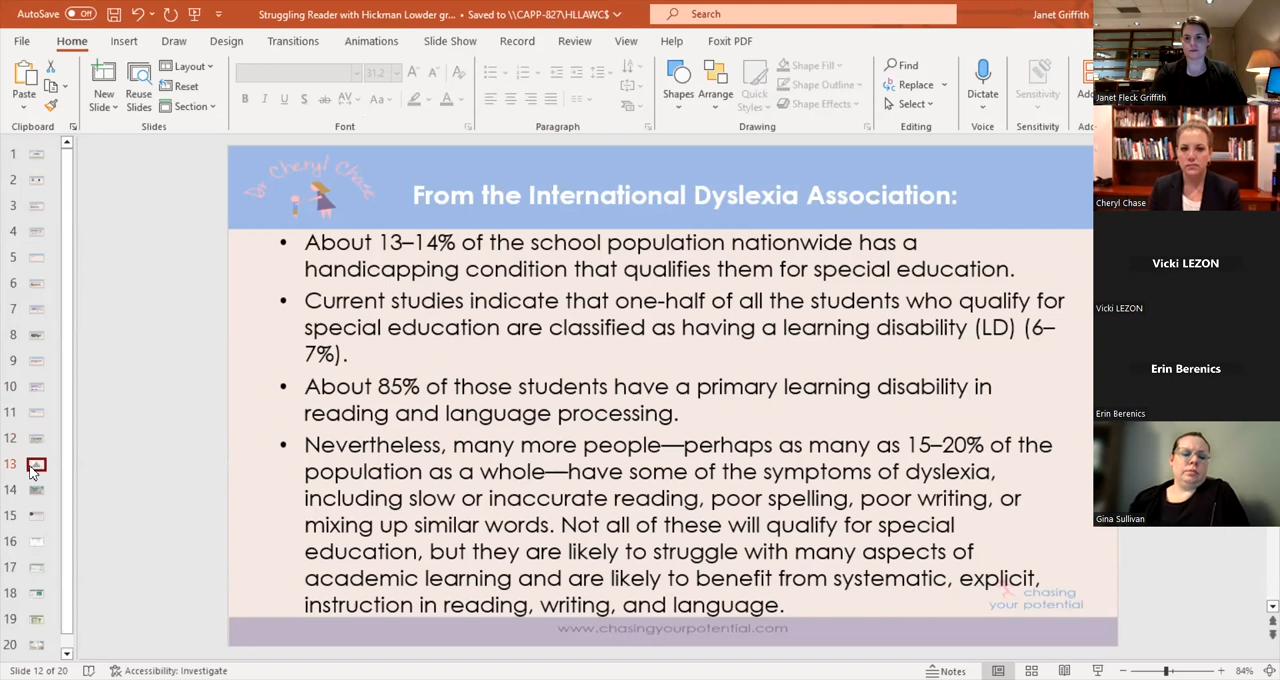 AutoSave
Off
Struggling Reader with Hickman Lowder gr... • Saved to \\CAPP-827\HLLAWC$
Search
Janet Griffith
File
Home
Insert
Draw
Design
Transitions
Animations
Slide Show
Record
Review
View
Help
Foxit PDF
Paste
New
Slide
Reuse
Slides
Layout
Reset
Section
31.2
B I U S ab AV Aa A
Shapes
Arrange
Quick
Styles
Shape Fill
Shape Outline
Shape Effects
Find
Replace
Select
Dictate
Sensitivity
Clipboard
Slides
Font
Paragraph
Drawing
Editing
Voice
Sensitivity
1
2
3
4
5
6
7
8
9
10
11
12
13
14
15
16
17
18
19
20
Dr Cheryl Chase
From the International Dyslexia Association:
• About 13–14% of the school population nationwide has a
handicapping condition that qualifies them for special education.
• Current studies indicate that one-half of all the students who qualify for
special education are classified as having a learning disability (LD) (6–
7%).
• About 85% of those students have a primary learning disability in
reading and language processing.
• Nevertheless, many more people—perhaps as many as 15–20% of the
population as a whole—have some of the symptoms of dyslexia,
including slow or inaccurate reading, poor spelling, poor writing, or
mixing up similar words. Not all of these will qualify for special
education, but they are likely to struggle with many aspects of
academic learning and are likely to benefit from systematic, explicit,
instruction in reading, writing, and language.
chasing
your potential
www.chasingyourpotential.com
Janet Fleck Griffith
Cheryl Chase
Vicki LEZON
Vicki LEZON
Erin Berenics
Erin Berenics
Gina Sullivan
Slide 12 of 20
Accessibility: Investigate
Notes
84%